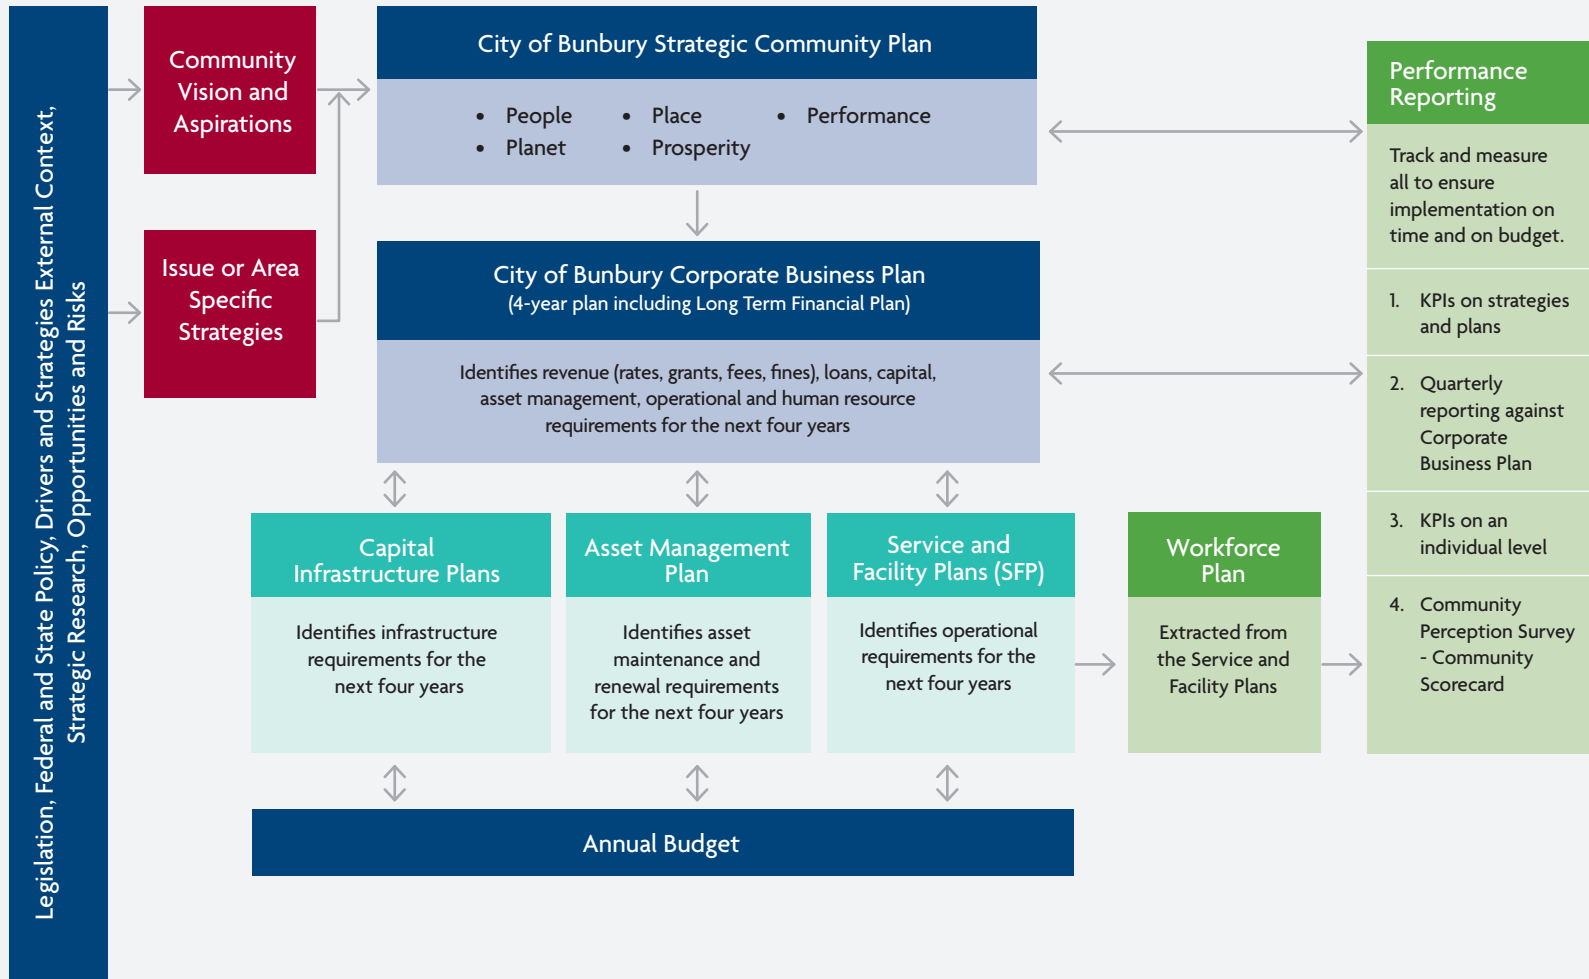 Legislation, Federal and State Policy, Drivers and Strategies External Context,
Strategic Research, Opportunities and Risks
Community
Vision and
Aspirations
Issue or Area
Specific
Strategies
City of Bunbury Strategic Community Plan
• People • Place • Performance
• Planet • Prosperity
City of Bunbury Corporate Business Plan
(4-year plan including Long Term Financial Plan)
Identifies revenue (rates, grants, fees, fines), loans, capital,
asset management, operational and human resource
requirements for the next four years
Capital
Infrastructure Plans
Identifies infrastructure
requirements for the
next four years
Asset Management
Plan
Identifies asset
maintenance and
renewal requirements
for the next four years
Service and
Facility Plans (SFP)
Identifies operational
requirements for the
next four years
Workforce
Plan
Extracted from
the Service and
Facility Plans
Annual Budget
Performance
Reporting
Track and measure
all to ensure
implementation on
time and on budget.
1. KPIs on strategies
and plans
2. Quarterly
reporting against
Corporate
Business Plan
3. KPIs on an
individual level
4. Community
Perception Survey
- Community
Scorecard